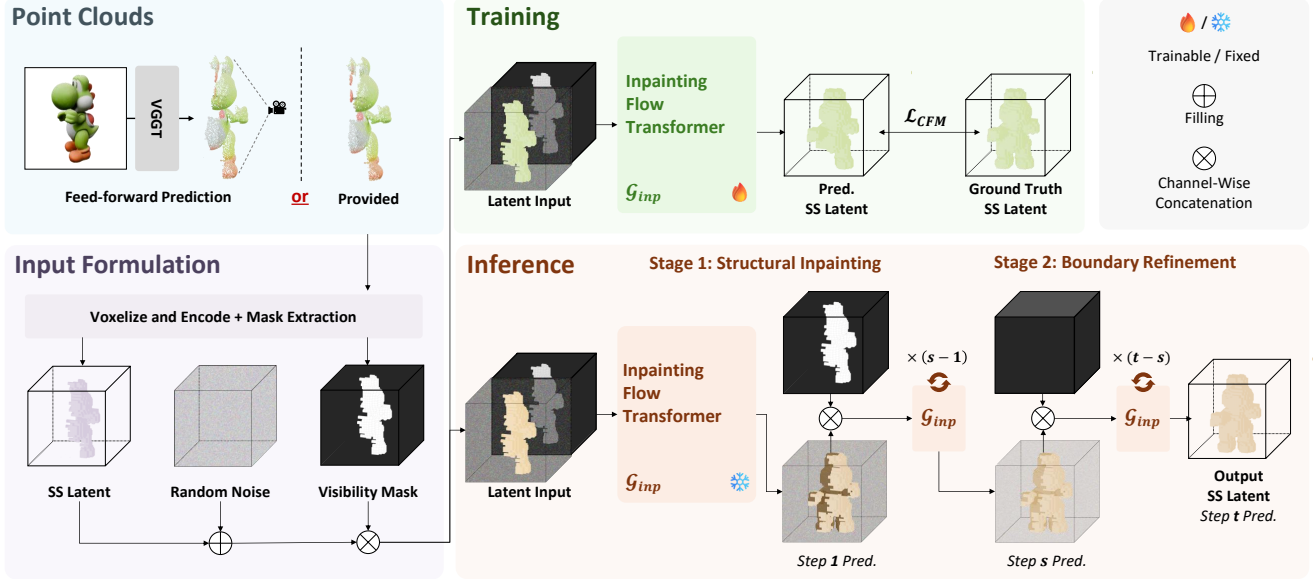 Point Clouds
VGGT
Feed-forward Prediction
or
Provided
Training
Latent Input
Inpainting
Flow
Transformer
𝒢inp
Pred.
SS Latent
ℒCFM
Ground Truth
SS Latent
/
Trainable / Fixed
Filling
Channel-Wise
Concatenation
Input Formulation
Voxelize and Encode + Mask Extraction
SS Latent
Random Noise
Visibility Mask
Inference
Stage 1: Structural Inpainting
Stage 2: Boundary Refinement
Latent Input
Inpainting
Flow
Transformer
𝒢inp
× (s − 1)
𝒢inp
Step 1 Pred.
× (t − s)
𝒢inp
Step s Pred.
Output
SS Latent
Step t Pred.